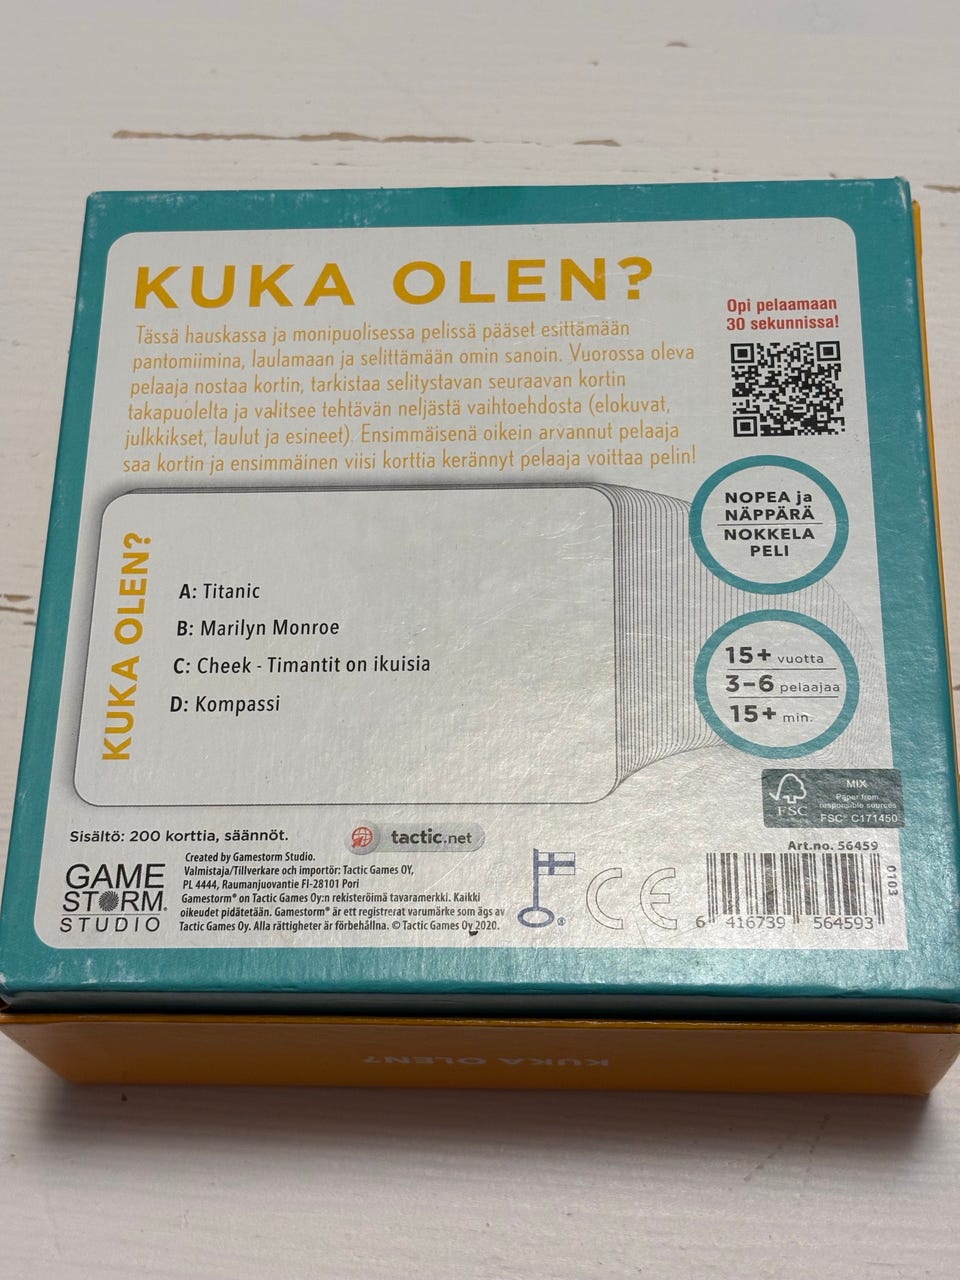 KUKA OLEN?
Tässä hauskassa ja monipuolisessa pelissä pääset esittämään
pantomiimina, laulamaan ja selittämään omin sanoin. Vuorossa oleva
pelaaja nostaa kortin, tarkistaa selitystavan seuraavan kortin
takapuolelta ja valitsee tehtävän neljästä vaihtoehdosta (elokuvat,
julkkikset, laulut ja esineet). Ensimmäisenä oikein arvannut pelaaja
saa kortin ja ensimmäinen viisi korttia kerännyt pelaaja voittaa pelin!
Opi pelaamaan
30 sekunnissa!
KUKA OLEN?
A: Titanic
B: Marilyn Monroe
C: Cheek - Timantit on ikuisia
D: Kompassi
NOPEA ja
NÄPPÄRÄ
NOKKELA
PELI
15+ vuotta
3–6 pelaajaa
15+ min.
FSC
MIX
Paper from
responsible sources
FSC® C171450
Sisältö: 200 korttia, säännöt.
tactic.net
GAME
STORM.
STUDIO
Created by Gamestorm Studio.
Valmistaja/Tillverkare och importör: Tactic Games OY,
PL 4444, Raumanjuovantie FI-28101 Pori
Gamestorm® on Tactic Games Oy:n rekisteröimä tavaramerkki. Kaikki
oikeudet pidätetään. Gamestorm® är ett registrerat varumärke som ägs av
Tactic Games Oy. Alla rättigheter är förbehållna. © Tactic Games Oy 2020.
®
CE
Art.no. 56459
0103
6 416739 564593
KUKA OLEN?